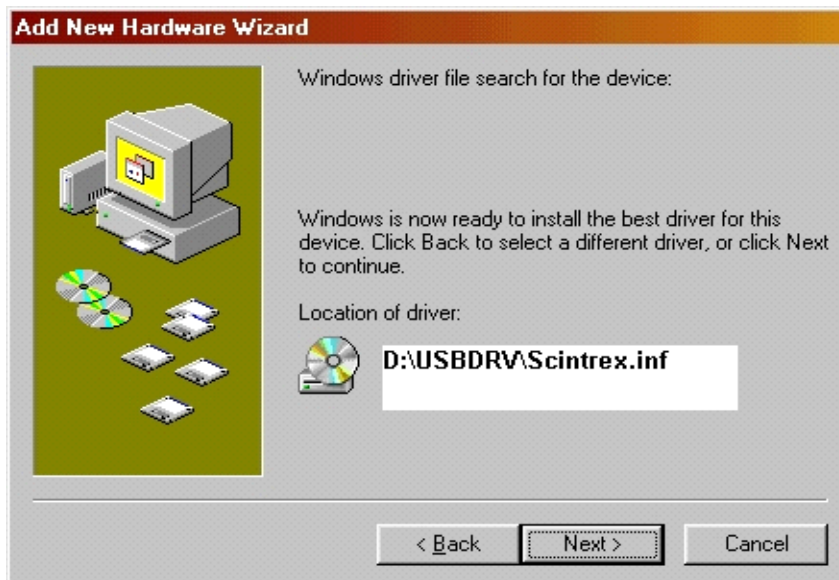 Add New Hardware Wizard
Windows driver file search for the device:
Windows is now ready to install the best driver for this
device. Click Back to select a different driver, or click Next
to continue.
Location of driver:
D:\USBDRV\Scintrex.inf
< Back
Next >
Cancel